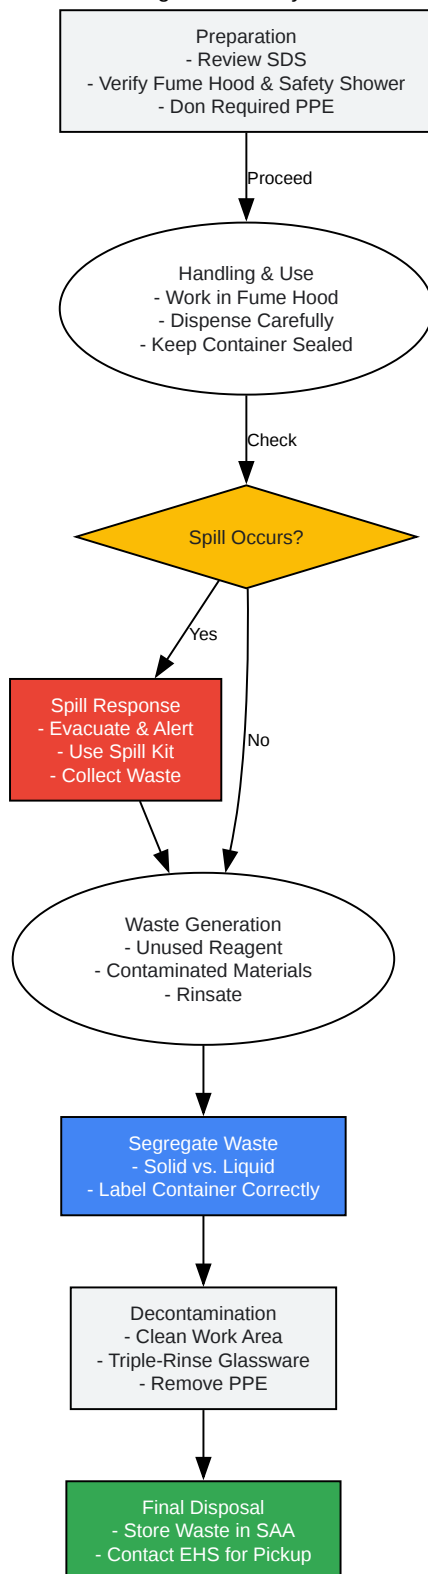 Preparation
- Review SDS
- Verify Fume Hood & Safety Shower
- Don Required PPE
Proceed
Handling & Use
- Work in Fume Hood
- Dispense Carefully
- Keep Container Sealed
Check
Spill Occurs?
Yes
Spill Response
- Evacuate & Alert
- Use Spill Kit
- Collect Waste
No
Waste Generation
- Unused Reagent
- Contaminated Materials
- Rinsate
Segregate Waste
- Solid vs. Liquid
- Label Container Correctly
Decontamination
- Clean Work Area
- Triple-Rinse Glassware
- Remove PPE
Final Disposal
- Store Waste in SAA
- Contact EHS for Pickup